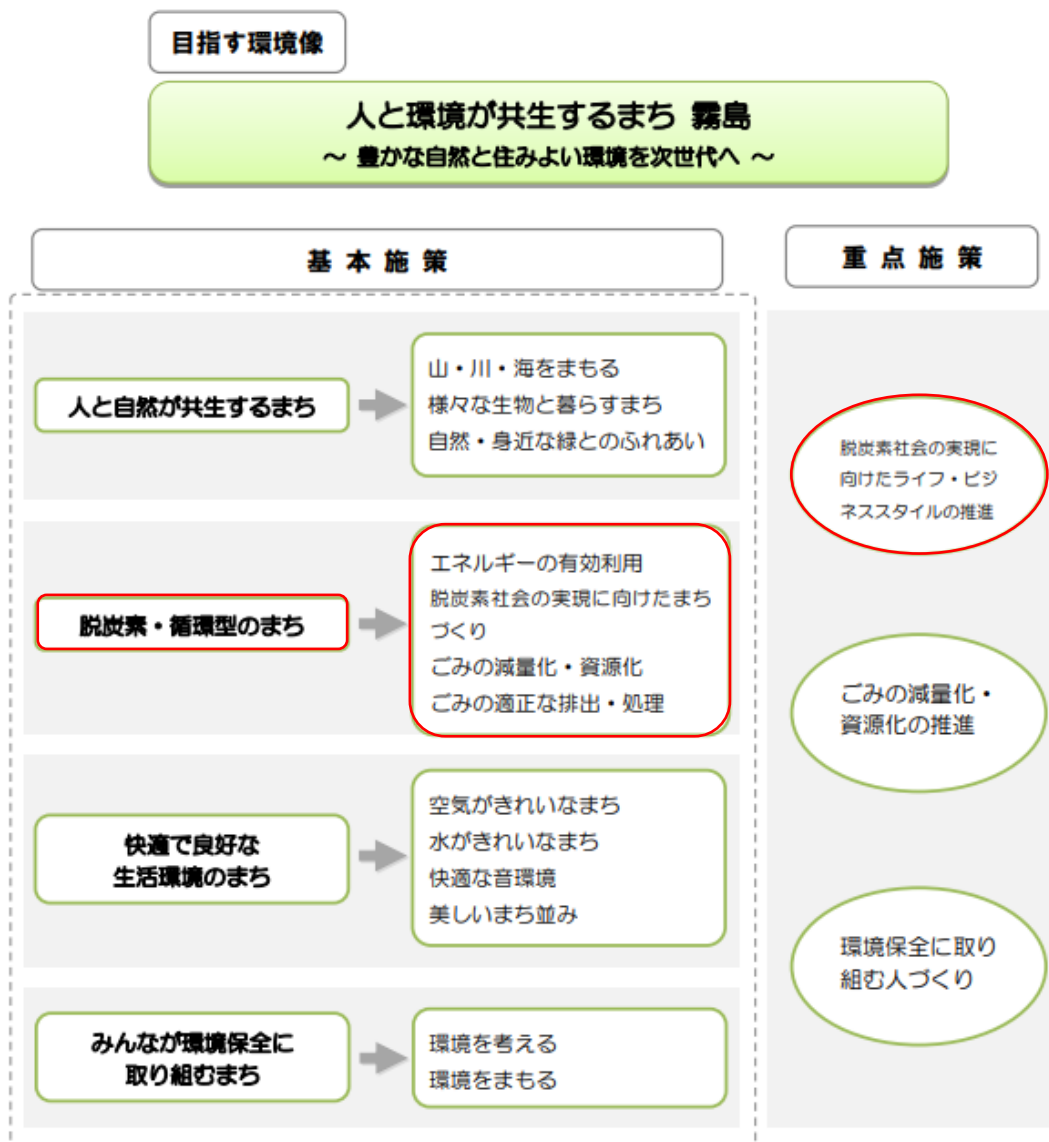 目指す環境像
人と環境が共生するまち 霧島
～ 豊かな自然と住みよい環境を次世代へ ～
基 本 施 策
人と自然が共生するまち
山・川・海をまもる
様々な生物と暮らすまち
自然・身近な緑とのふれあい
脱炭素・循環型のまち
エネルギーの有効利用
脱炭素社会の実現に向けたまち
づくり
ごみの減量化・資源化
ごみの適正な排出・処理
快適で良好な
生活環境のまち
空気がきれいなまち
水がきれいなまち
快適な音環境
美しいまち並み
みんなが環境保全に
取り組むまち
環境を考える
環境をまもる
重 点 施 策
脱炭素社会の実現に
向けたライフ・ビジ
ネススタイルの推進
ごみの減量化・
資源化の推進
環境保全に取り
組む人づくり